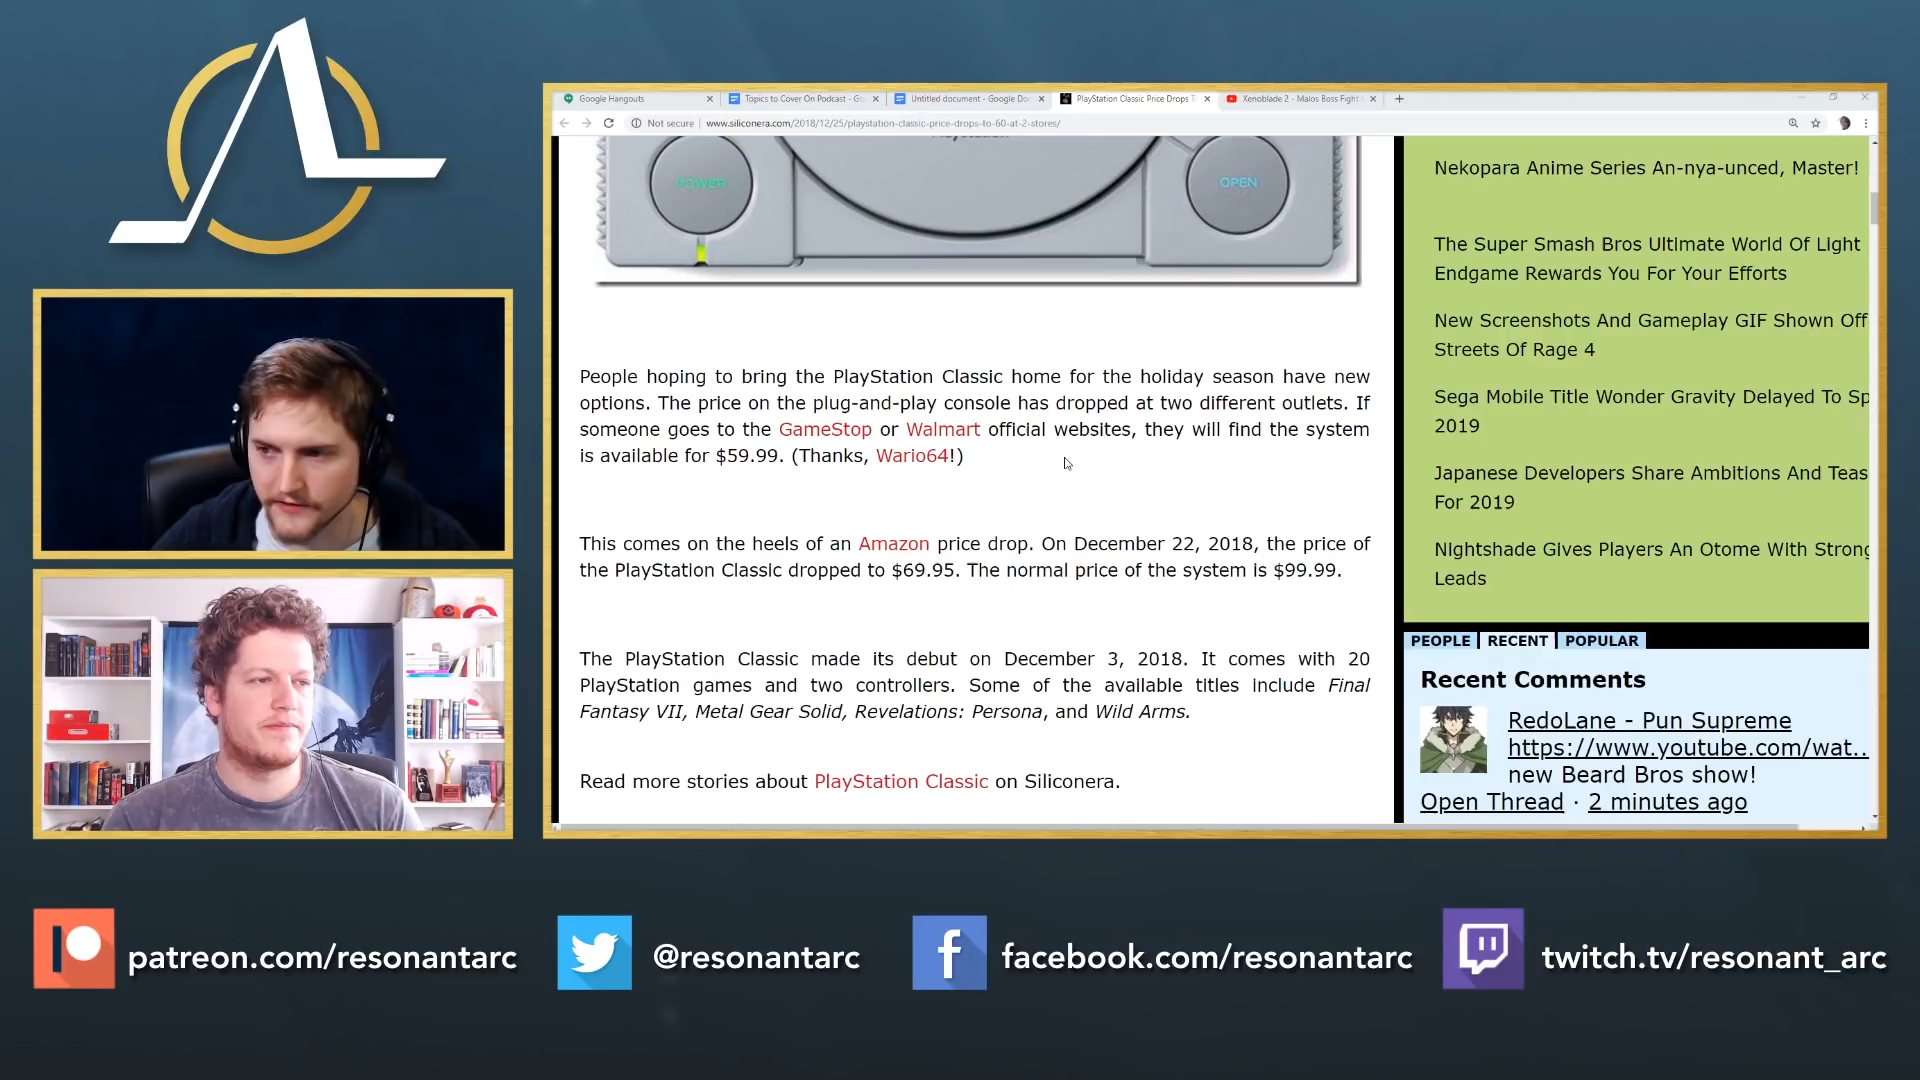 Google Hangouts
Topics to Cover On Podcast - Go
Untitled document - Google Doc
PlayStation Classic Price Drops T
Xenoblade 2 - Malos Boss Fight
Not secure
www.siliconera.com/2018/12/25/playstation-classic-price-drops-to-60-at-2-stores/
POWER
OPEN
People hoping to bring the PlayStation Classic home for the holiday season have new
options. The price on the plug-and-play console has dropped at two different outlets. If
someone goes to the GameStop or Walmart official websites, they will find the system
is available for $59.99. (Thanks, Wario64!)
This comes on the heels of an Amazon price drop. On December 22, 2018, the price of
the PlayStation Classic dropped to $69.95. The normal price of the system is $99.99.
The PlayStation Classic made its debut on December 3, 2018. It comes with 20
PlayStation games and two controllers. Some of the available titles include Final
Fantasy VII, Metal Gear Solid, Revelations: Persona, and Wild Arms.
Read more stories about PlayStation Classic on Siliconera.
Nekopara Anime Series An-nya-unced, Master!
The Super Smash Bros Ultimate World Of Light
Endgame Rewards You For Your Efforts
New Screenshots And Gameplay GIF Shown Off
Streets Of Rage 4
Sega Mobile Title Wonder Gravity Delayed To Sp
2019
Japanese Developers Share Ambitions And Teas
For 2019
Nightshade Gives Players An Otome With Strong
Leads
PEOPLE
RECENT
POPULAR
Recent Comments
RedoLane - Pun Supreme
https://www.youtube.com/wat...
new Beard Bros show!
Open Thread · 2 minutes ago
patreon.com/resonantarc
@resonantarc
facebook.com/resonantarc
twitch.tv/resonant_arc